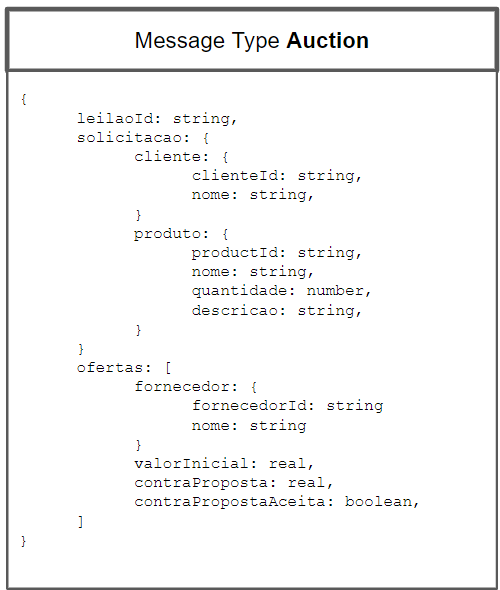 Message Type Auction
{
leilaoId: string,
solicitacao: {
cliente: {
clienteId: string,
nome: string,
}
produto: {
productId: string,
nome: string,
quantidade: number,
descricao: string,
}
}
ofertas: [
fornecedor: {
fornecedorId: string
nome: string
}
valorInicial: real,
contraProposta: real,
contraPropostaAceita: boolean,
]
}